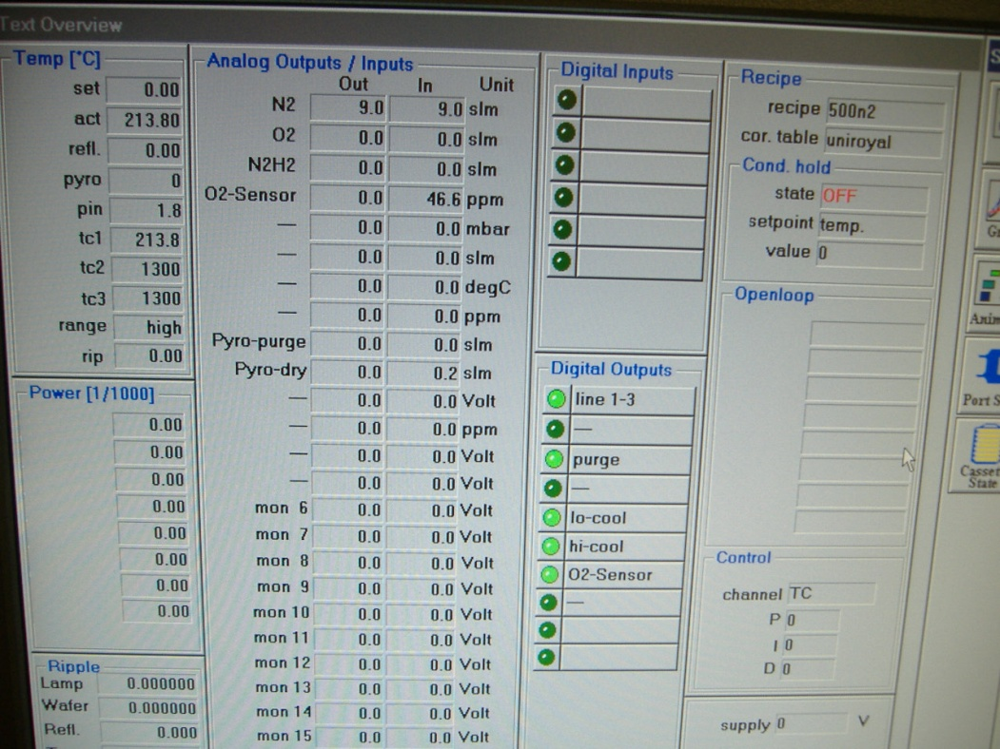 Text Overview
Temp [°C]
set 0.00
act 213.80
refl. 0.00
pyro 0
pin 1.8
tc1 213.8
tc2 1300
tc3 1300
range high
rip 0.00
Power [1/1000]
0.00
0.00
0.00
0.00
0.00
0.00
0.00
0.00
Ripple
Lamp 0.000000
Wafer 0.000000
Refl. 0.000
Analog Outputs / Inputs
Out In Unit
N2 9.0 9.0 slm
O2 0.0 0.0 slm
N2H2 0.0 0.0 slm
O2-Sensor 0.0 46.6 ppm
— 0.0 0.0 mbar
— 0.0 0.0 slm
— 0.0 0.0 degC
— 0.0 0.0 ppm
Pyro-purge 0.0 0.0 slm
Pyro-dry 0.0 0.2 slm
— 0.0 0.0 Volt
— 0.0 0.0 ppm
— 0.0 0.0 Volt
— 0.0 0.0 Volt
mon 6 0.0 0.0 Volt
mon 7 0.0 0.0 Volt
mon 8 0.0 0.0 Volt
mon 9 0.0 0.0 Volt
mon 10 0.0 0.0 Volt
mon 11 0.0 0.0 Volt
mon 12 0.0 0.0 Volt
mon 13 0.0 0.0 Volt
mon 14 0.0 0.0 Volt
mon 15 0.0 0.0 Volt
Digital Inputs
Digital Outputs
line 1-3
—
purge
—
lo-cool
hi-cool
O2-Sensor
—
Recipe
recipe 500n2
cor. table uniroyal
Cond. hold
state OFF
setpoint temp.
value 0
Openloop
Control
channel TC
P 0
I 0
D 0
supply 0 V
Port S
Casset
State